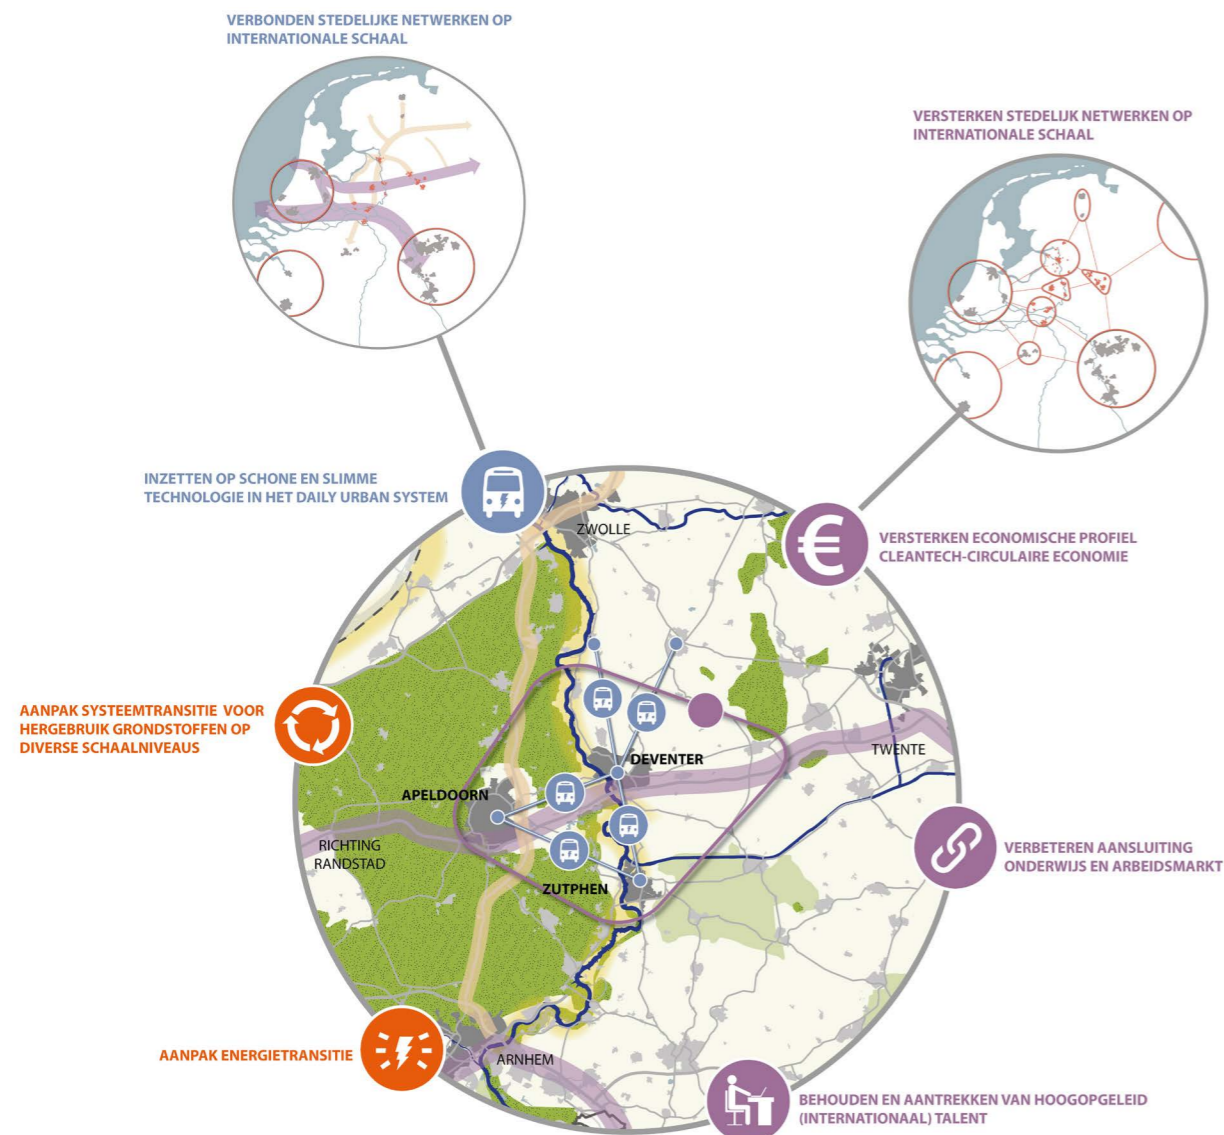 VERBONDEN STEDELIJKE NETWERKEN OP
INTERNATIONALE SCHAAL
VERSTERKEN STEDELIJK NETWERKEN OP
INTERNATIONALE SCHAAL
INZETTEN OP SCHONE EN SLIMME
TECHNOLOGIE IN HET DAILY URBAN SYSTEM
ZWOLLE
€
VERSTERKEN ECONOMISCHE PROFIEL
CLEANTECH-CIRCULAIRE ECONOMIE
AANPAK SYSTEEMTRANSITIE VOOR
HERGEBRUIK GRONDSTOFFEN OP
DIVERSE SCHAALNIVEAUS
TWENTE
DEVENTER
APELDOORN
RICHTING
RANDSTAD
ZUTPHEN
VERBETEREN AANSLUITING
ONDERWIJS EN ARBEIDSMARKT
AANPAK ENERGIETRANSITIE
ARNHEM
BEHOUDEN EN AANTREKKEN VAN HOOGOPGELEID
(INTERNATIONAAL) TALENT